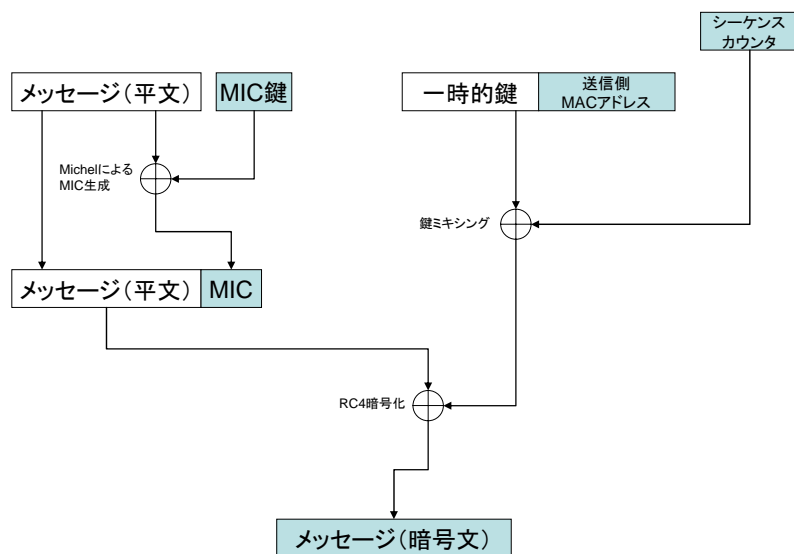 シーケンス
カウンタ
メッセージ（平文）
MIC鍵
一時的鍵
送信側
MACアドレス
Michelによる
MIC生成
鍵ミキシング
メッセージ（平文）
MIC
RC4暗号化
メッセージ（暗号文）